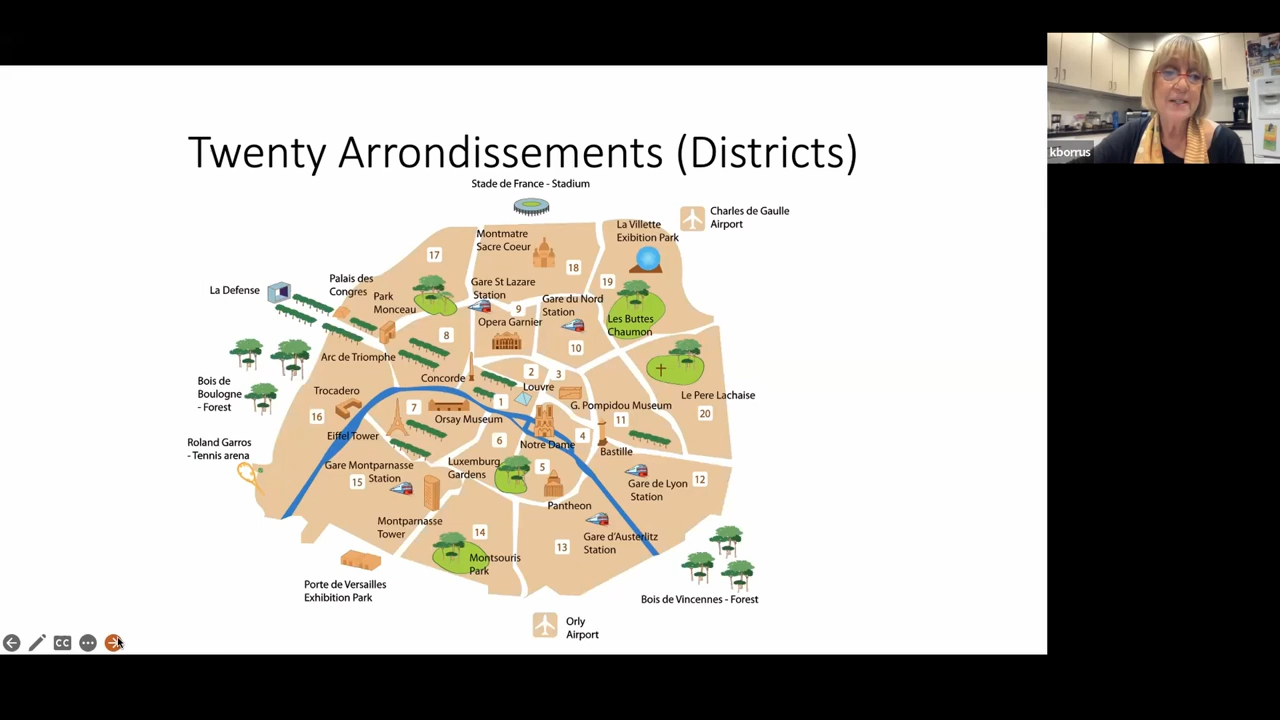 Twenty Arrondissements (Districts)
kborrus
Stade de France - Stadium
Charles de Gaulle
Airport
La Villette
Exibition Park
Montmatre
Sacre Coeur
17
18
19
Palais des
Congres
La Defense
Park
Monceau
Gare St Lazare
Station
Gare du Nord
Station
9
Opera Garnier
Les Buttes
Chaumon
8
10
Arc de Triomphe
Concorde
2
3
Louvre
Bois de
Boulogne
- Forest
Trocadero
Le Pere Lachaise
1
G. Pompidou Museum
16
7
Orsay Museum
11
20
Eiffel Tower
6
Notre Dame
4
Bastille
Roland Garros
- Tennis arena
Gare Montparnasse
Station
Luxemburg
Gardens
5
15
Gare de Lyon
Station
12
Pantheon
Montparnasse
Tower
14
Gare d'Austerlitz
Station
13
Montsouris
Park
Porte de Versailles
Exhibition Park
Bois de Vincennes - Forest
Orly
Airport
CC